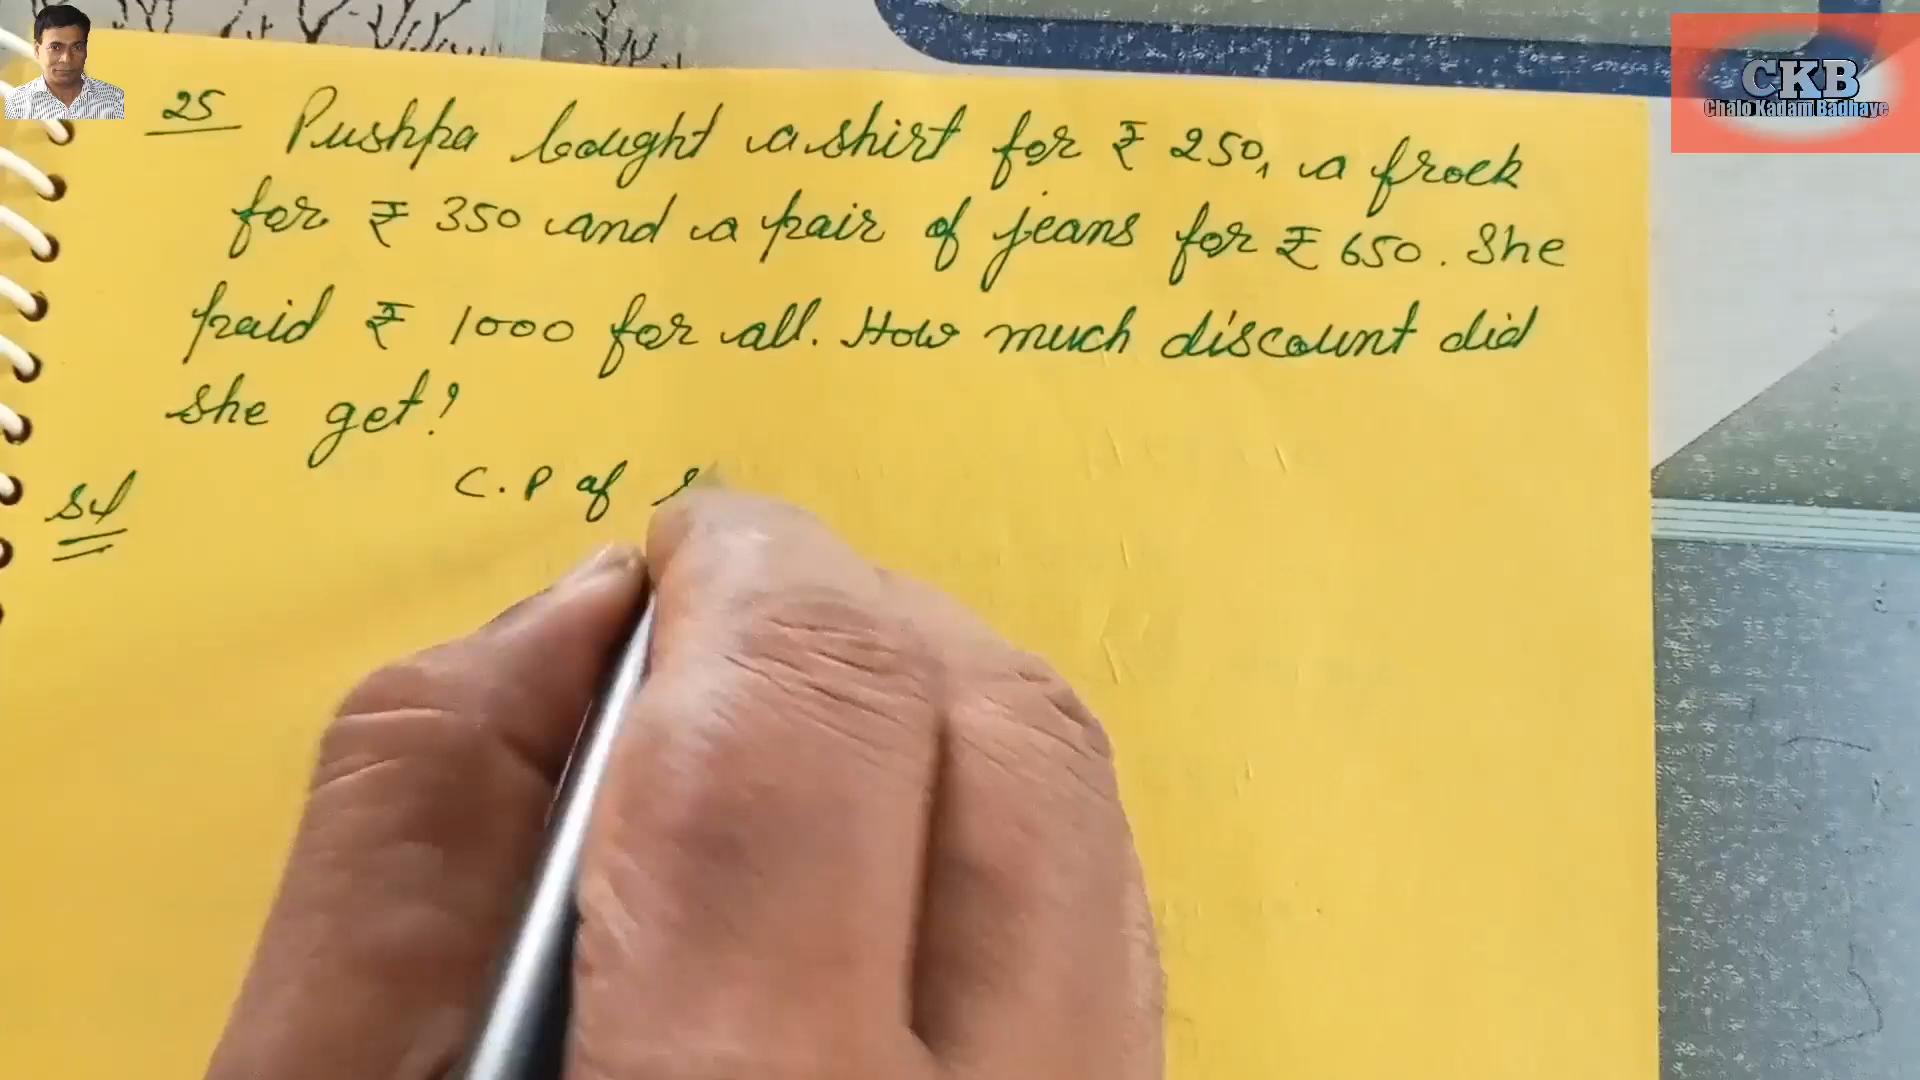 CKB
Chalo Kadam Badhaye
25 Pushpa bought a shirt for ₹ 250, a frock
for ₹ 350 and a pair of jeans for ₹ 650. She
paid ₹ 1000 for all. How much discount did
she get?
Sol
C.P of